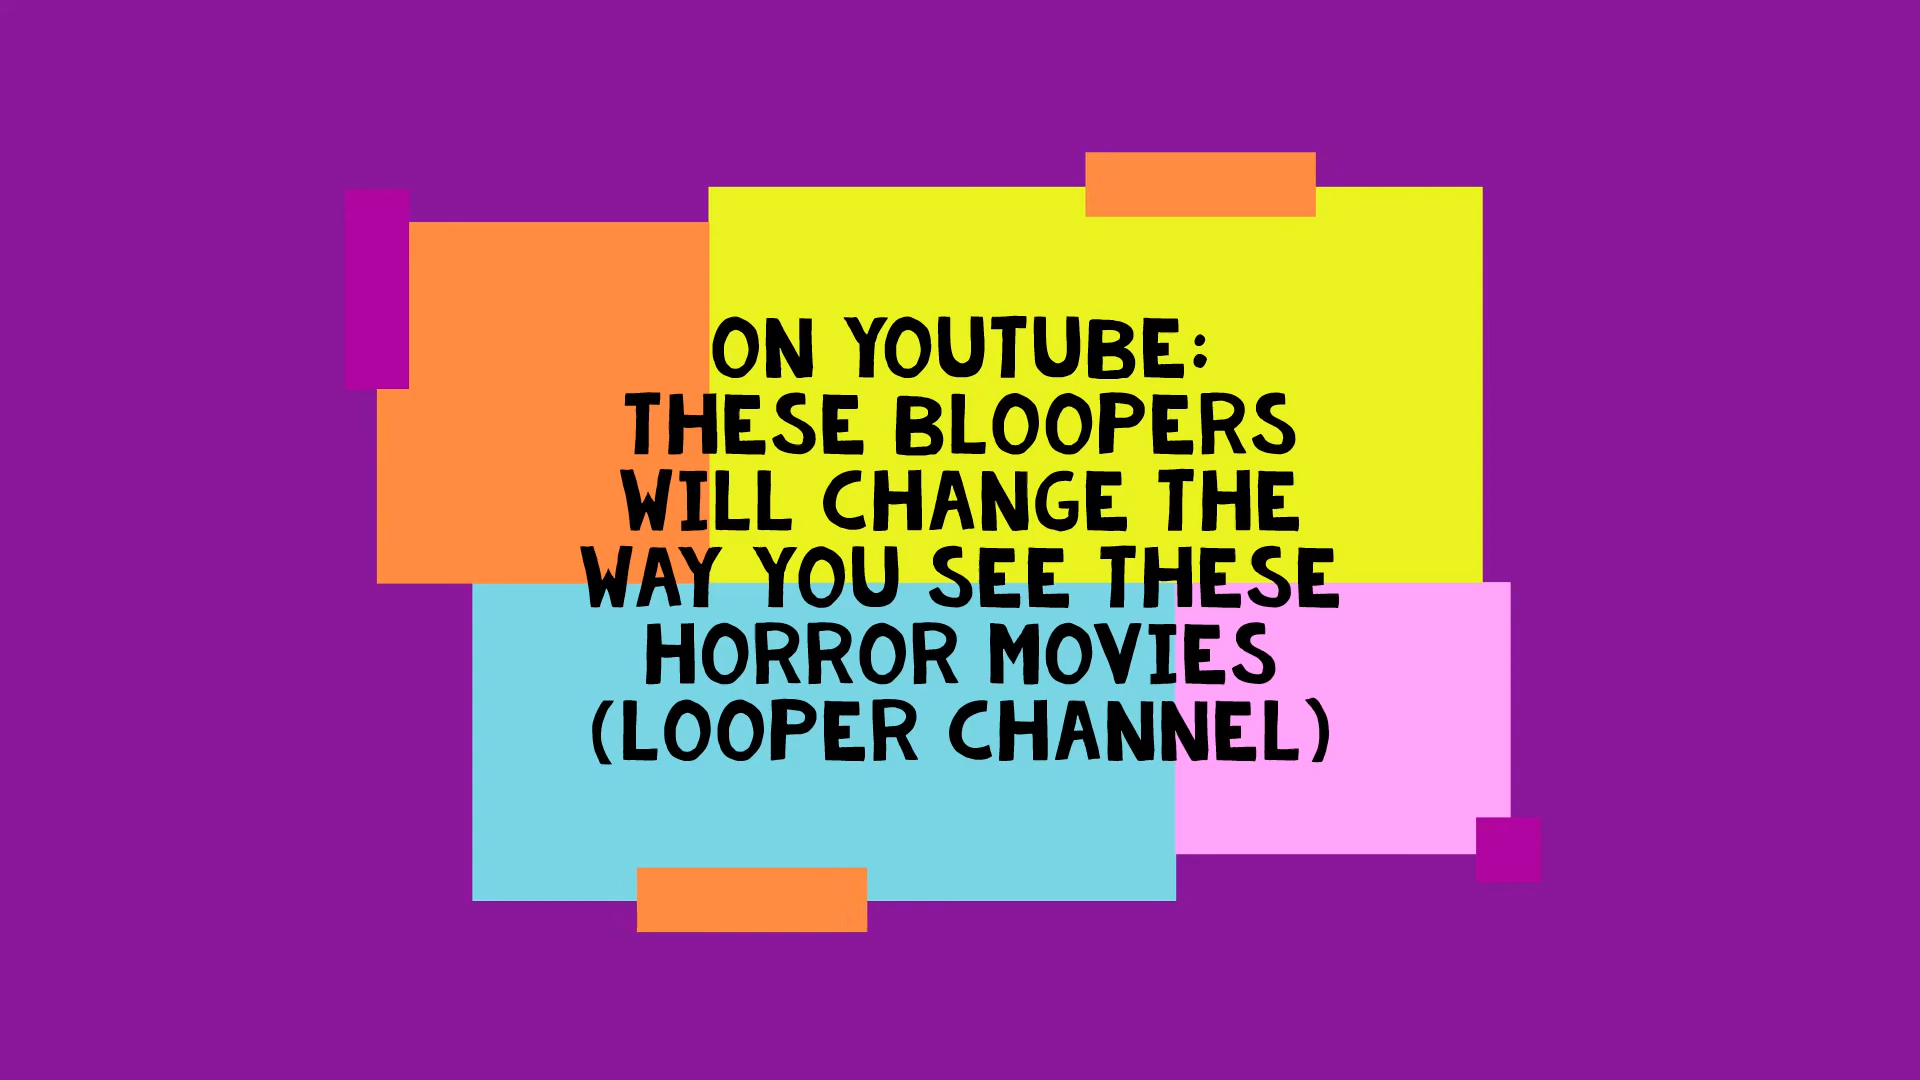 ON YOUTUBE:
THESE BLOOPERS
WILL CHANGE THE
WAY YOU SEE THESE
HORROR MOVIES
(LOOPER CHANNEL)